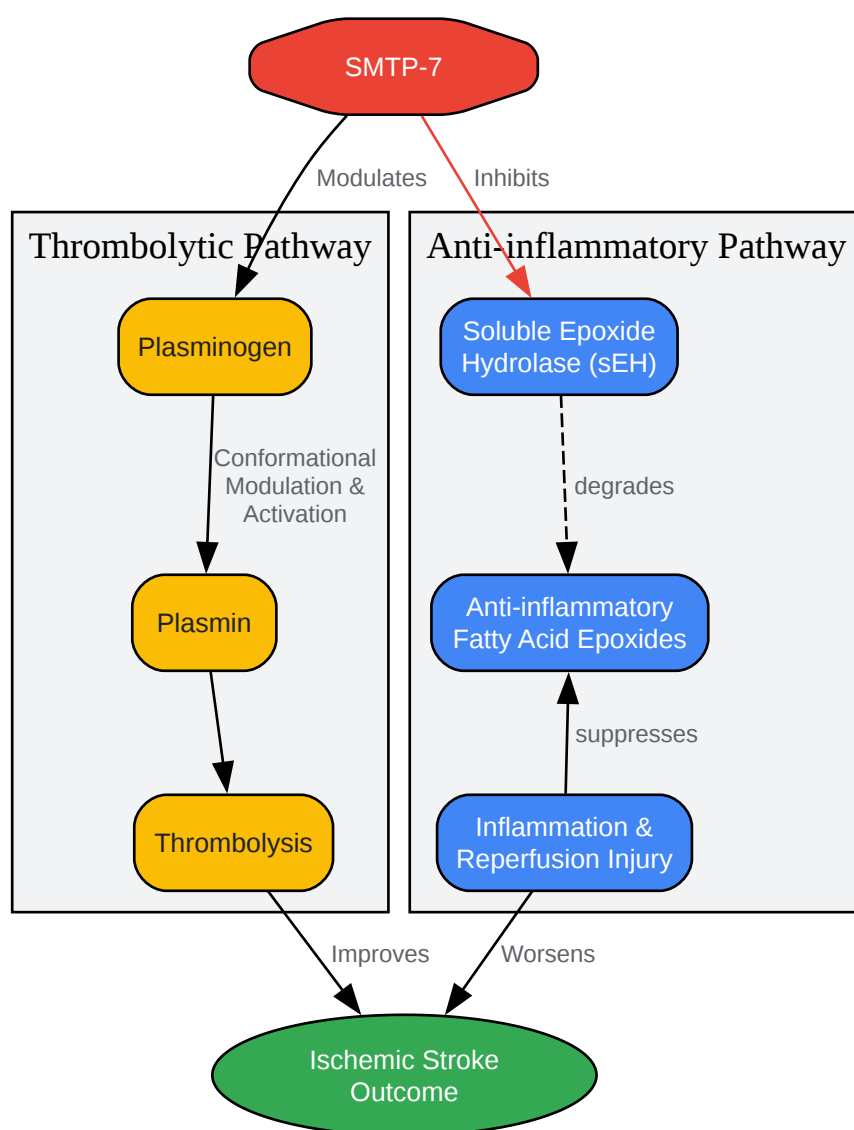 SMTP-7
Modulates
Inhibits
Thrombolytic Pathway
Anti-inflammatory Pathway
Plasminogen
Soluble Epoxide
Hydrolase (sEH)
Conformational
Modulation &
Activation
degrades
Plasmin
Anti-inflammatory
Fatty Acid Epoxides
suppresses
Thrombolysis
Inflammation &
Reperfusion Injury
Improves
Worsens
Ischemic Stroke
Outcome